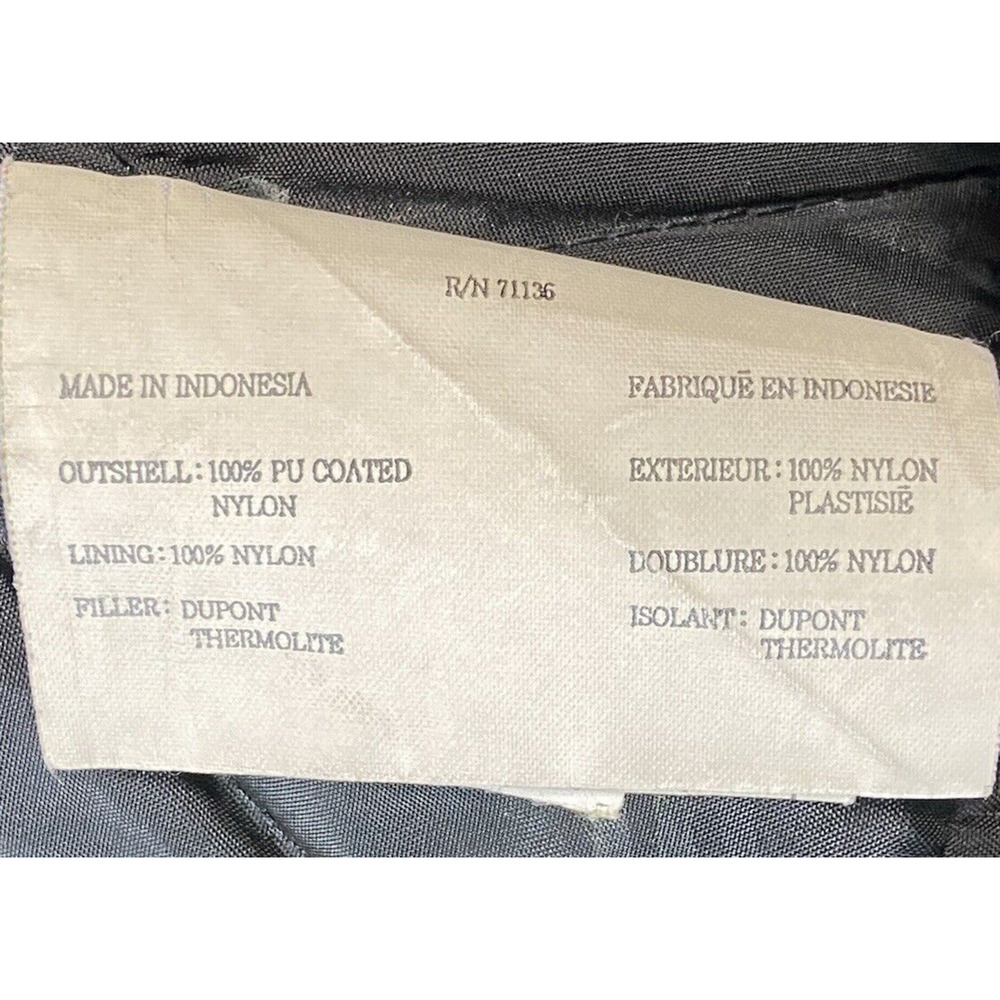 R/N 71136
MADE IN INDONESIA
OUTSHELL: 100% PU COATED
NYLON
LINING: 100% NYLON
FILLER: DUPONT
THERMOLITE
FABRIQUĒ EN INDONESIE
EXTERIEUR: 100% NYLON
PLASTISIĒ
DOUBLURE: 100% NYLON
ISOLANT: DUPONT
THERMOLITE